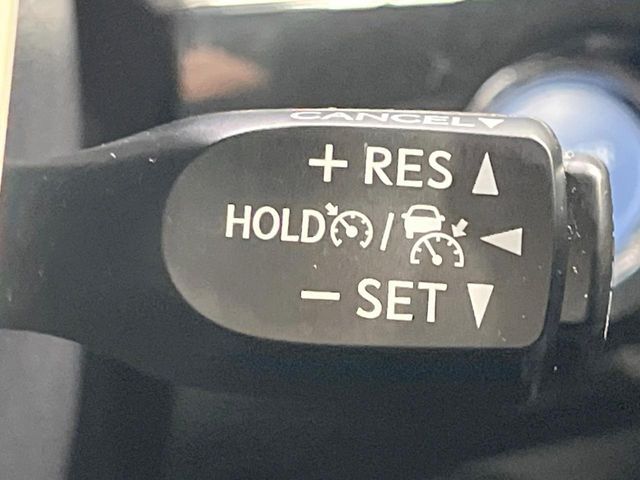 CANCEL ▼
+ RES ▲
HOLD / ◀
− SET ▼